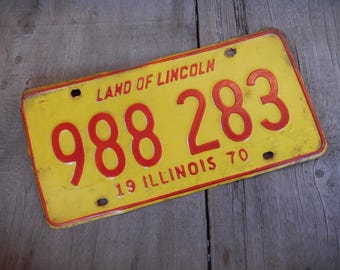 LAND OF LINCOLN
988 283
19 ILLINOIS 70